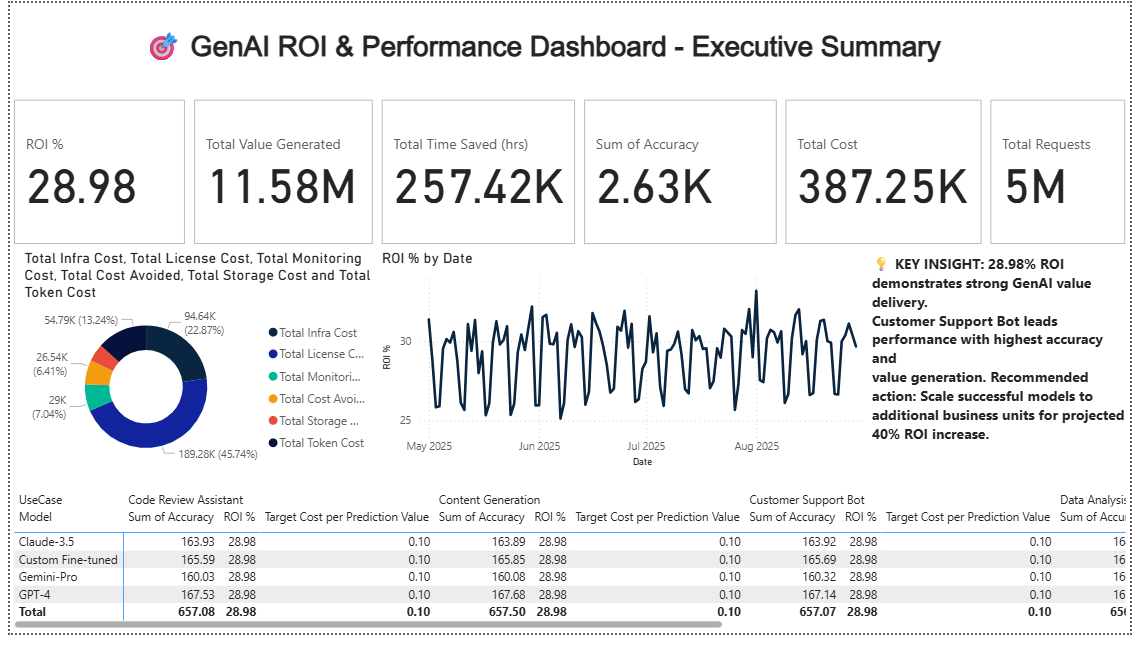 🎯 GenAI ROI & Performance Dashboard - Executive Summary
ROI %
28.98
Total Value Generated
11.58M
Total Time Saved (hrs)
257.42K
Sum of Accuracy
2.63K
Total Cost
387.25K
Total Requests
5M
Total Infra Cost, Total License Cost, Total Monitoring
Cost, Total Cost Avoided, Total Storage Cost and Total
Token Cost
54.79K (13.24%)
94.64K
(22.87%)
26.54K
(6.41%)
29K
(7.04%)
189.28K (45.74%)
Total Infra Cost
Total License C...
Total Monitori...
Total Cost Avoi...
Total Storage ...
Total Token Cost
ROI % by Date
ROI %
30
25
May 2025 Jun 2025 Jul 2025 Aug 2025
Date
💡 KEY INSIGHT: 28.98% ROI
demonstrates strong GenAI value
delivery.
Customer Support Bot leads
performance with highest accuracy
and
value generation. Recommended
action: Scale successful models to
additional business units for projected
40% ROI increase.
UseCase Code Review Assistant Content Generation Customer Support Bot Data Analysis
Model Sum of Accuracy ROI % Target Cost per Prediction Value Sum of Accuracy ROI % Target Cost per Prediction Value Sum of Accuracy ROI % Target Cost per Prediction Value Sum of Accur
Claude-3.5 163.93 28.98 0.10 163.89 28.98 0.10 163.92 28.98 0.10 16
Custom Fine-tuned 165.59 28.98 0.10 165.85 28.98 0.10 165.69 28.98 0.10 16
Gemini-Pro 160.03 28.98 0.10 160.08 28.98 0.10 160.32 28.98 0.10 16
GPT-4 167.53 28.98 0.10 167.68 28.98 0.10 167.14 28.98 0.10 16
Total 657.08 28.98 0.10 657.50 28.98 0.10 657.07 28.98 0.10